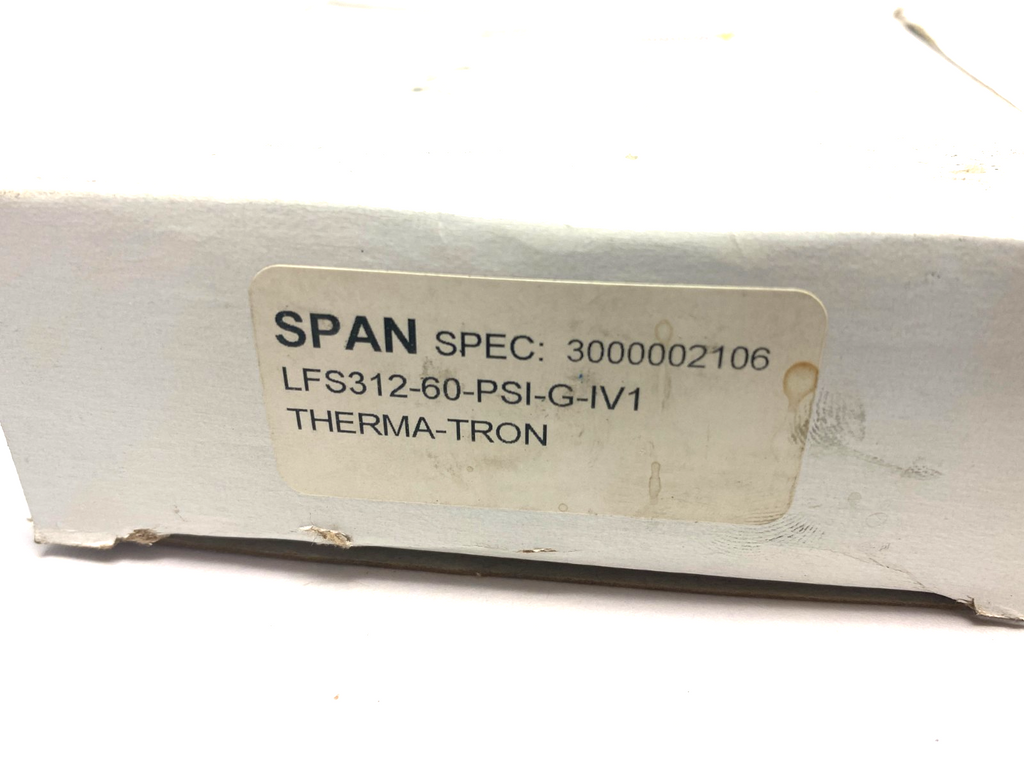 SPAN SPEC: 3000002106
LFS312-60-PSI-G-IV1
THERMA-TRON